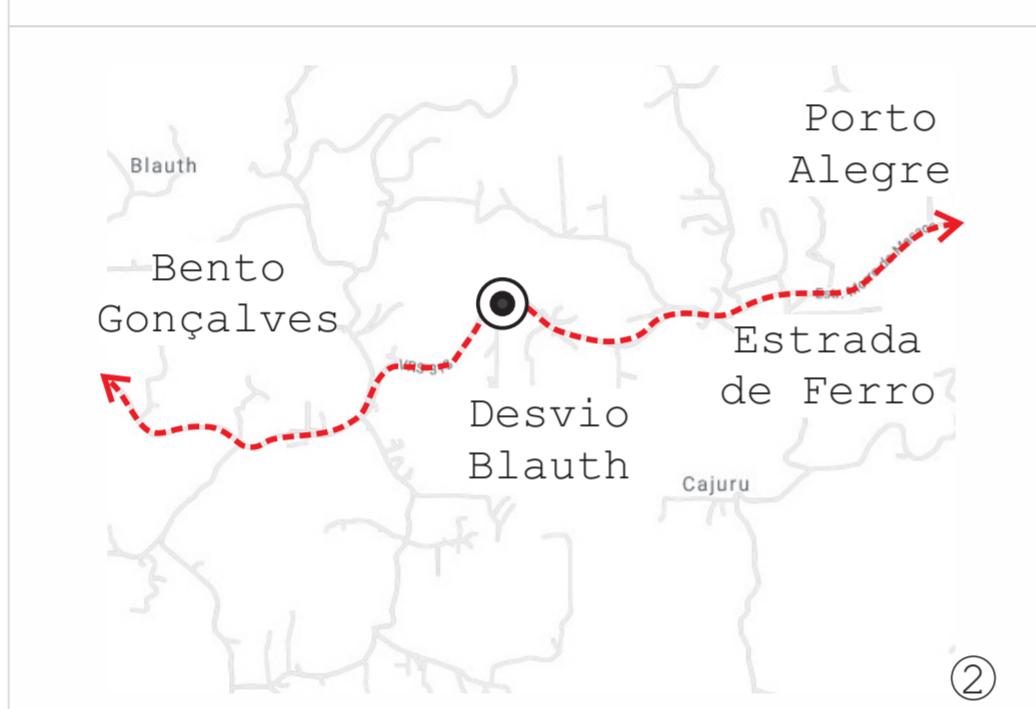 Porto
Alegre
Blauth
Bento
Gonçalves
Estrada
de Ferro
Desvio
Blauth
Cajuru
②